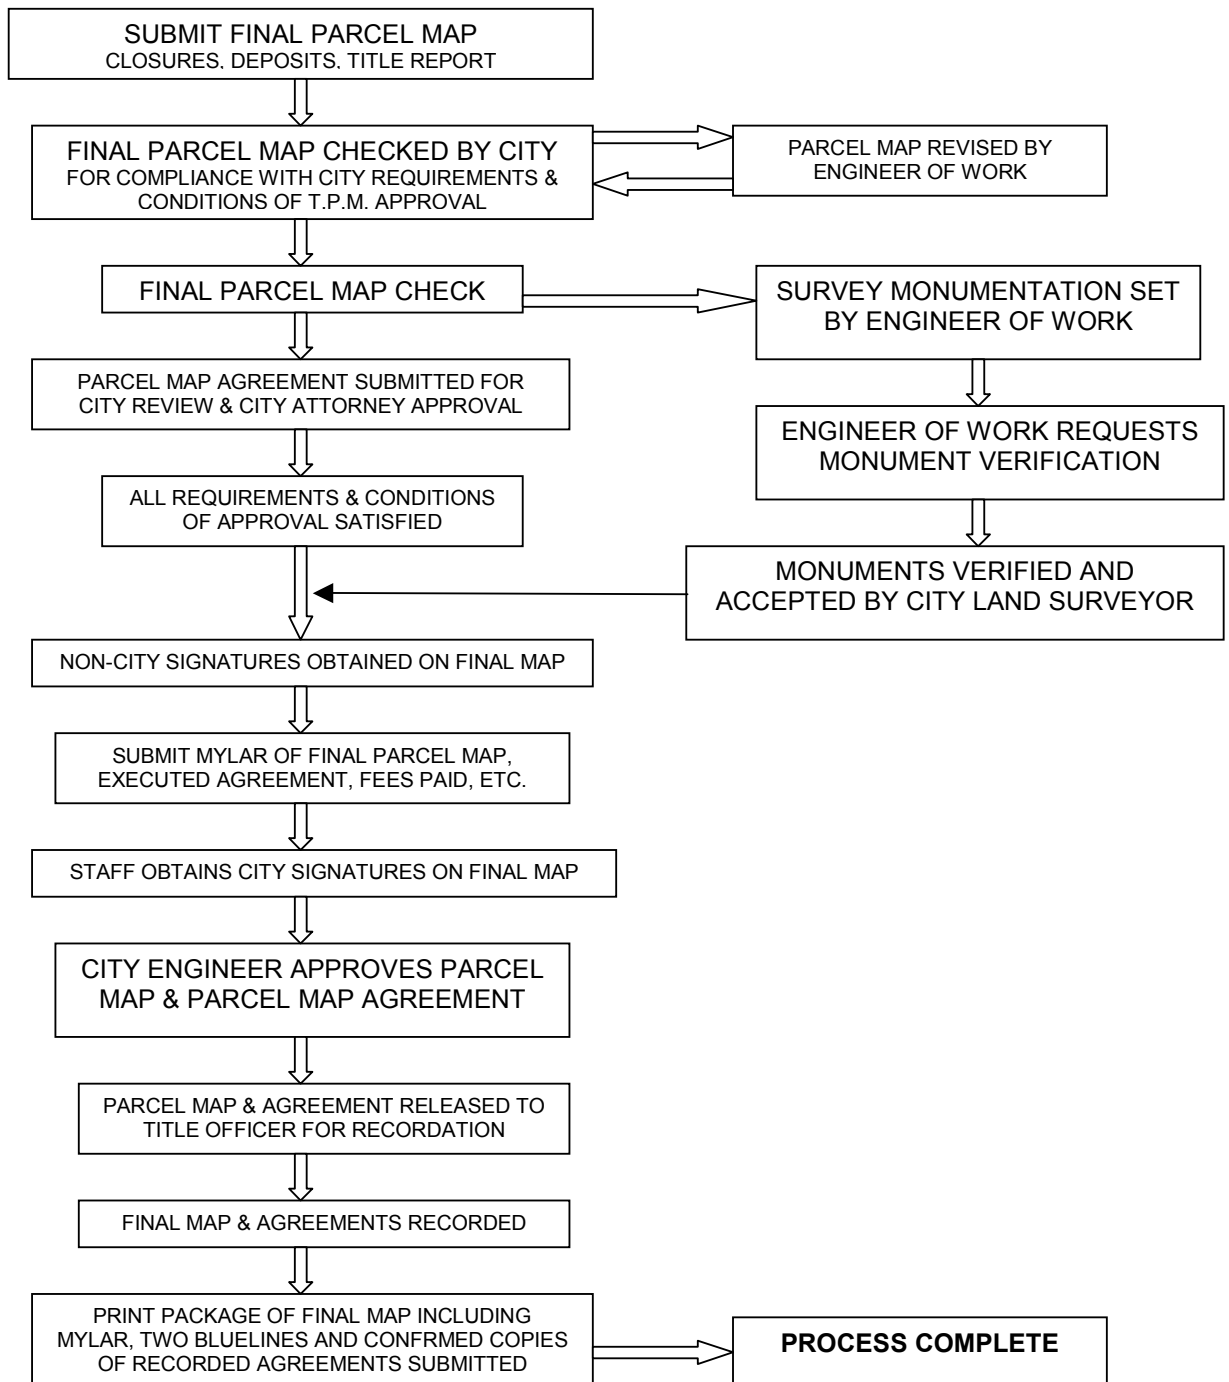 SUBMIT FINAL PARCEL MAP
CLOSURES, DEPOSITS, TITLE REPORT
FINAL PARCEL MAP CHECKED BY CITY
FOR COMPLIANCE WITH CITY REQUIREMENTS &
CONDITIONS OF T.P.M. APPROVAL
PARCEL MAP REVISED BY
ENGINEER OF WORK
FINAL PARCEL MAP CHECK
SURVEY MONUMENTATION SET
BY ENGINEER OF WORK
PARCEL MAP AGREEMENT SUBMITTED FOR
CITY REVIEW & CITY ATTORNEY APPROVAL
ENGINEER OF WORK REQUESTS
MONUMENT VERIFICATION
ALL REQUIREMENTS & CONDITIONS
OF APPROVAL SATISFIED
MONUMENTS VERIFIED AND
ACCEPTED BY CITY LAND SURVEYOR
NON-CITY SIGNATURES OBTAINED ON FINAL MAP
SUBMIT MYLAR OF FINAL PARCEL MAP,
EXECUTED AGREEMENT, FEES PAID, ETC.
STAFF OBTAINS CITY SIGNATURES ON FINAL MAP
CITY ENGINEER APPROVES PARCEL
MAP & PARCEL MAP AGREEMENT
PARCEL MAP & AGREEMENT RELEASED TO
TITLE OFFICER FOR RECORDATION
FINAL MAP & AGREEMENTS RECORDED
PRINT PACKAGE OF FINAL MAP INCLUDING
MYLAR, TWO BLUELINES AND CONFRMED COPIES
OF RECORDED AGREEMENTS SUBMITTED
PROCESS COMPLETE